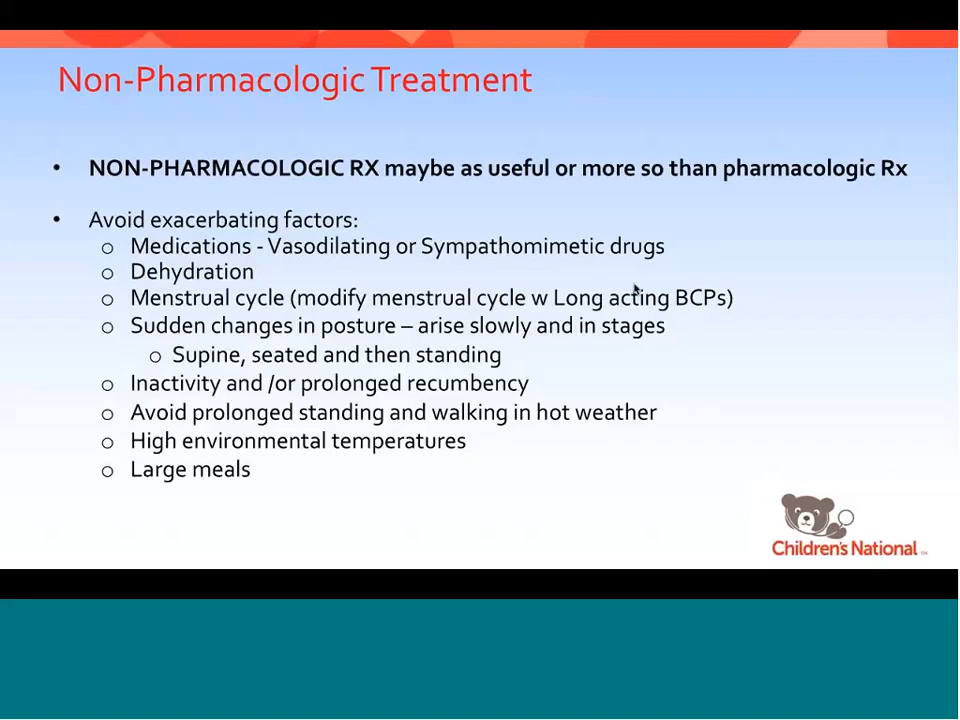 Non-Pharmacologic Treatment
• NON-PHARMACOLOGIC RX maybe as useful or more so than pharmacologic Rx
• Avoid exacerbating factors:
o Medications - Vasodilating or Sympathomimetic drugs
o Dehydration
o Menstrual cycle (modify menstrual cycle w Long acting BCPs)
o Sudden changes in posture – arise slowly and in stages
o Supine, seated and then standing
o Inactivity and /or prolonged recumbency
o Avoid prolonged standing and walking in hot weather
o High environmental temperatures
o Large meals
Children's National